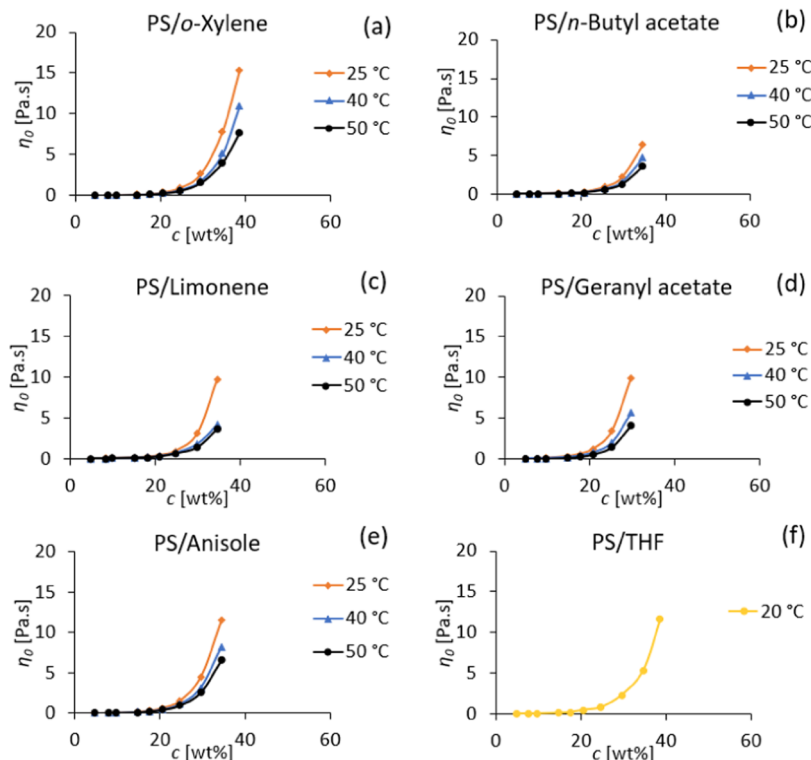 PS/o-Xylene
(a)
20
15
10
5
0
0
20
40
60
η0 [Pa.s]
c [wt%]
25 °C
40 °C
50 °C
PS/n-Butyl acetate
(b)
20
15
10
5
0
0
20
40
60
η0 [Pa.s]
c [wt%]
25 °C
40 °C
50 °C
PS/Limonene
(c)
20
15
10
5
0
0
20
40
60
η0 [Pa.s]
c [wt%]
25 °C
40 °C
50 °C
PS/Geranyl acetate
(d)
20
15
10
5
0
0
20
40
60
η0 [Pa.s]
c [wt%]
25 °C
40 °C
50 °C
PS/Anisole
(e)
20
15
10
5
0
0
20
40
60
η0 [Pa.s]
c [wt%]
25 °C
40 °C
50 °C
PS/THF
(f)
20
15
10
5
0
0
20
40
60
η0 [Pa.s]
c [wt%]
20 °C